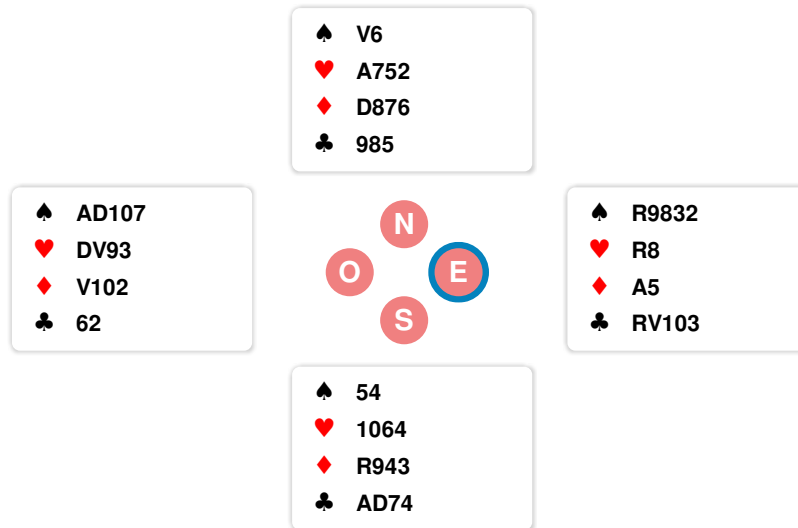 ♠ V6
♥ A752
♦ D876
♣ 985
♠ AD107
♥ DV93
♦ V102
♣ 62
N
O
E
S
♠ R9832
♥ R8
♦ A5
♣ RV103
♠ 54
♥ 1064
♦ R943
♣ AD74